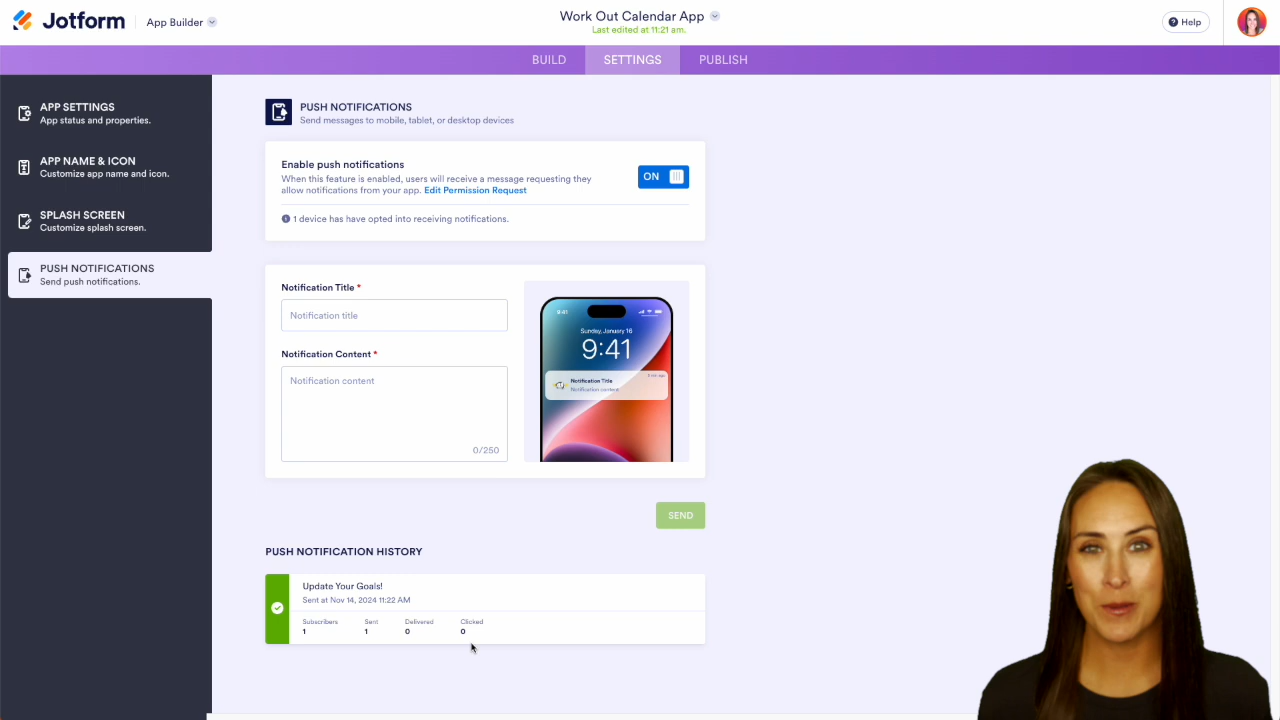 Jotform
App Builder
Work Out Calendar App
Last edited at 11:21 am.
Help
BUILD
SETTINGS
PUBLISH
APP SETTINGS
App status and properties.
APP NAME & ICON
Customize app name and icon.
SPLASH SCREEN
Customize splash screen.
PUSH NOTIFICATIONS
Send push notifications.
PUSH NOTIFICATIONS
Send messages to mobile, tablet, or desktop devices
Enable push notifications
When this feature is enabled, users will receive a message requesting they
allow notifications from your app. Edit Permission Request
ON
1 device has have opted into receiving notifications.
Notification Title *
Notification title
Notification Content *
Notification content
0/250
9:41
Sunday, January 16
9:41
Notification Title
Notification content
SEND
PUSH NOTIFICATION HISTORY
Update Your Goals!
Sent at Nov 14, 2024 11:22 AM
Subscribers Sent Delivered Clicked
1 1 0 0